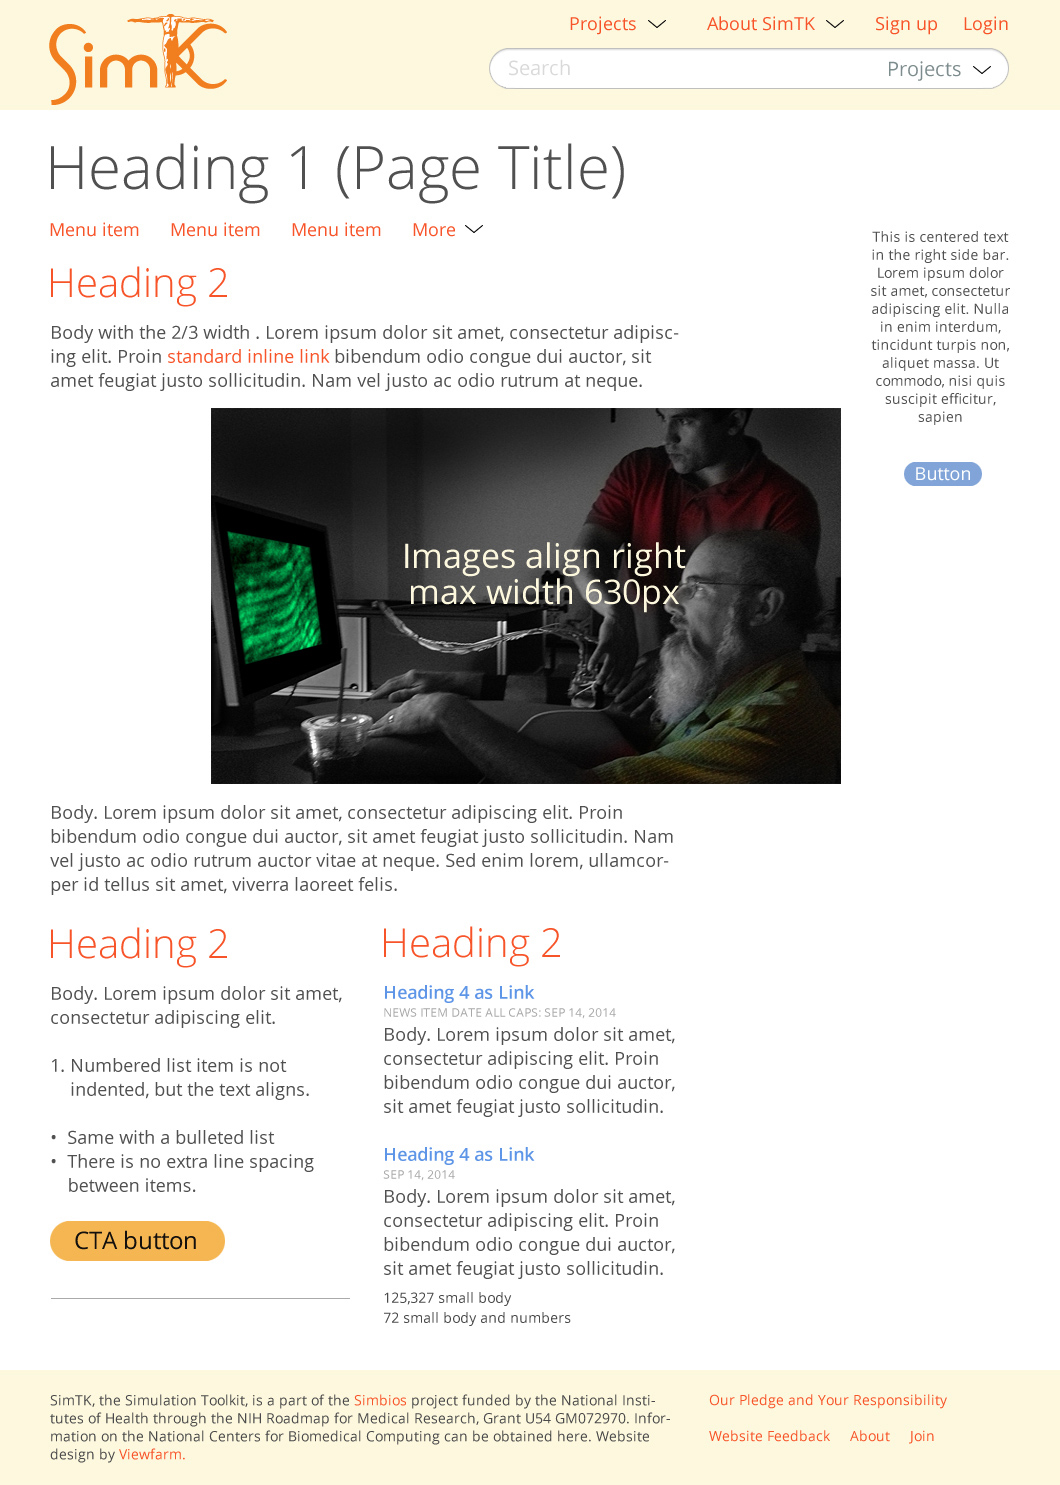 SimTK
Projects
About SimTK
Sign up
Login
Search
Projects
Heading 1 (Page Title)
Menu item
Menu item
Menu item
More
Heading 2
Body with the 2/3 width . Lorem ipsum dolor sit amet, consectetur adipisc-
ing elit. Proin standard inline link bibendum odio congue dui auctor, sit
amet feugiat justo sollicitudin. Nam vel justo ac odio rutrum at neque.
This is centered text
in the right side bar.
Lorem ipsum dolor
sit amet, consectetur
adipiscing elit. Nulla
in enim interdum,
tincidunt turpis non,
aliquet massa. Ut
commodo, nisi quis
suscipit efficitur,
sapien
Button
Images align right
max width 630px
Body. Lorem ipsum dolor sit amet, consectetur adipiscing elit. Proin
bibendum odio congue dui auctor, sit amet feugiat justo sollicitudin. Nam
vel justo ac odio rutrum auctor vitae at neque. Sed enim lorem, ullamcor-
per id tellus sit amet, viverra laoreet felis.
Heading 2
Body. Lorem ipsum dolor sit amet,
consectetur adipiscing elit.
1. Numbered list item is not
indented, but the text aligns.
• Same with a bulleted list
• There is no extra line spacing
between items.
CTA button
Heading 2
Heading 4 as Link
NEWS ITEM DATE ALL CAPS: SEP 14, 2014
Body. Lorem ipsum dolor sit amet,
consectetur adipiscing elit. Proin
bibendum odio congue dui auctor,
sit amet feugiat justo sollicitudin.
Heading 4 as Link
SEP 14, 2014
Body. Lorem ipsum dolor sit amet,
consectetur adipiscing elit. Proin
bibendum odio congue dui auctor,
sit amet feugiat justo sollicitudin.
125,327 small body
72 small body and numbers
SimTK, the Simulation Toolkit, is a part of the Simbios project funded by the National Insti-
tutes of Health through the NIH Roadmap for Medical Research, Grant U54 GM072970. Infor-
mation on the National Centers for Biomedical Computing can be obtained here. Website
design by Viewfarm.
Our Pledge and Your Responsibility
Website Feedback
About
Join